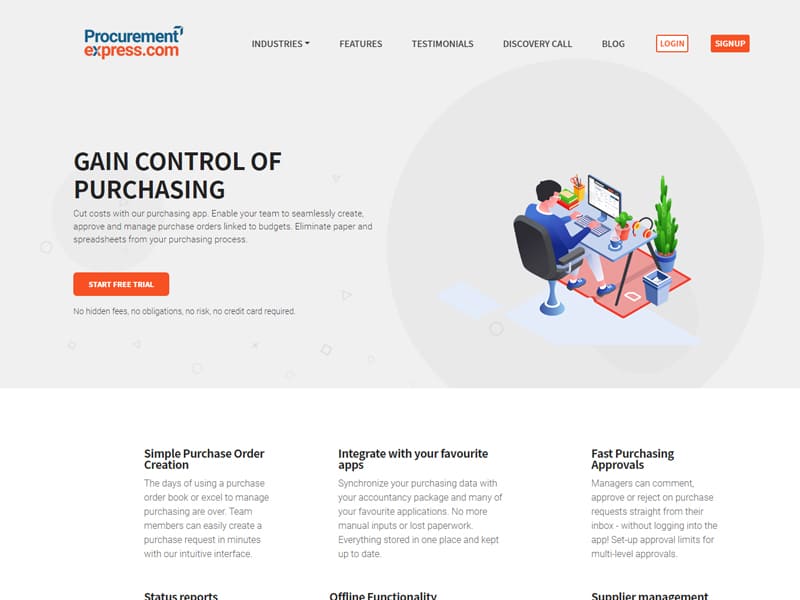 Procurement
express.com
INDUSTRIES
FEATURES
TESTIMONIALS
DISCOVERY CALL
BLOG
LOGIN
SIGNUP
GAIN CONTROL OF
PURCHASING
Cut costs with our purchasing app. Enable your team to seamlessly create,
approve and manage purchase orders linked to budgets. Eliminate paper and
spreadsheets from your purchasing process.
START FREE TRIAL
No hidden fees, no obligations, no risk, no credit card required.
Simple Purchase Order
Creation
The days of using a purchase
order book or excel to manage
purchasing are over. Team
members can easily create a
purchase request in minutes
with our intuitive interface.
Integrate with your favourite
apps
Synchronize your purchasing data with
your accountancy package and many of
your favourite applications. No more
manual inputs or lost paperwork.
Everything stored in one place and kept
up to date.
Fast Purchasing
Approvals
Managers can comment,
approve or reject on purchase
requests straight from their
inbox - without logging into the
app! Set-up approval limits for
multi-level approvals.
Status reports
Offline Functionality
Supplier management